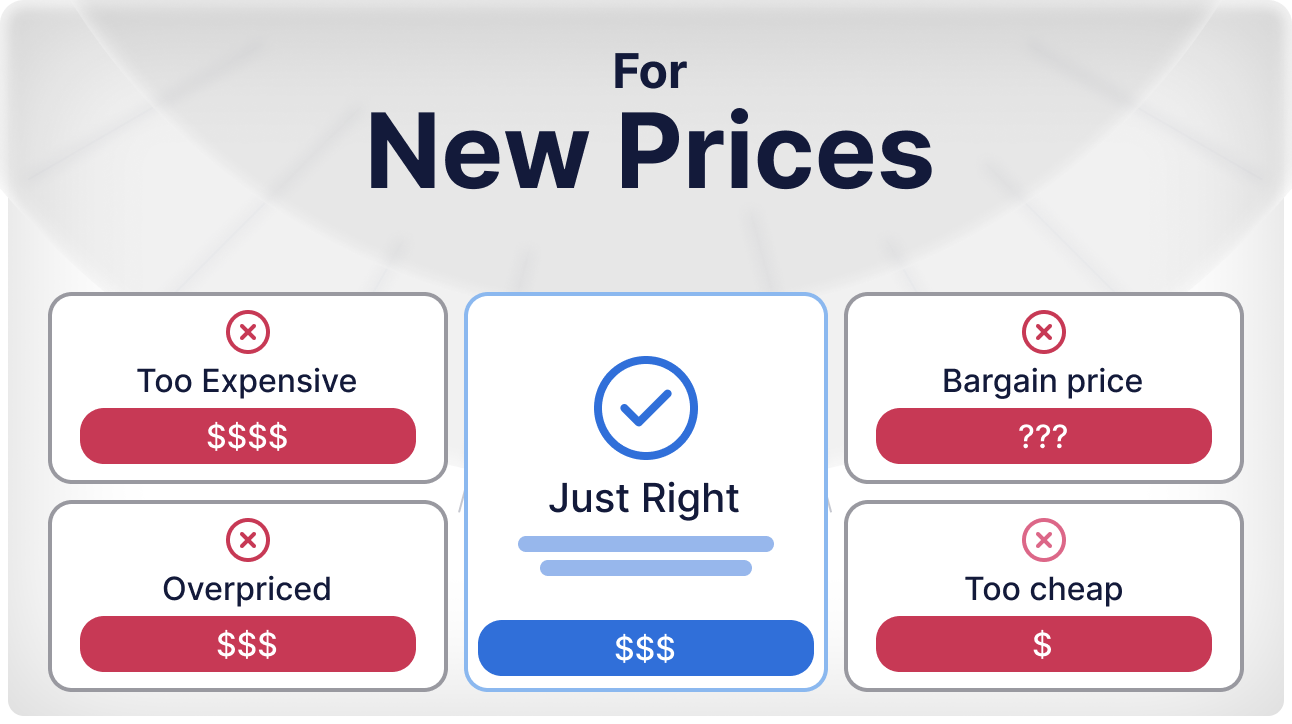 For
New Prices
Too Expensive
$$$$
Overpriced
$$$
Just Right
$$$
Bargain price
???
Too cheap
$